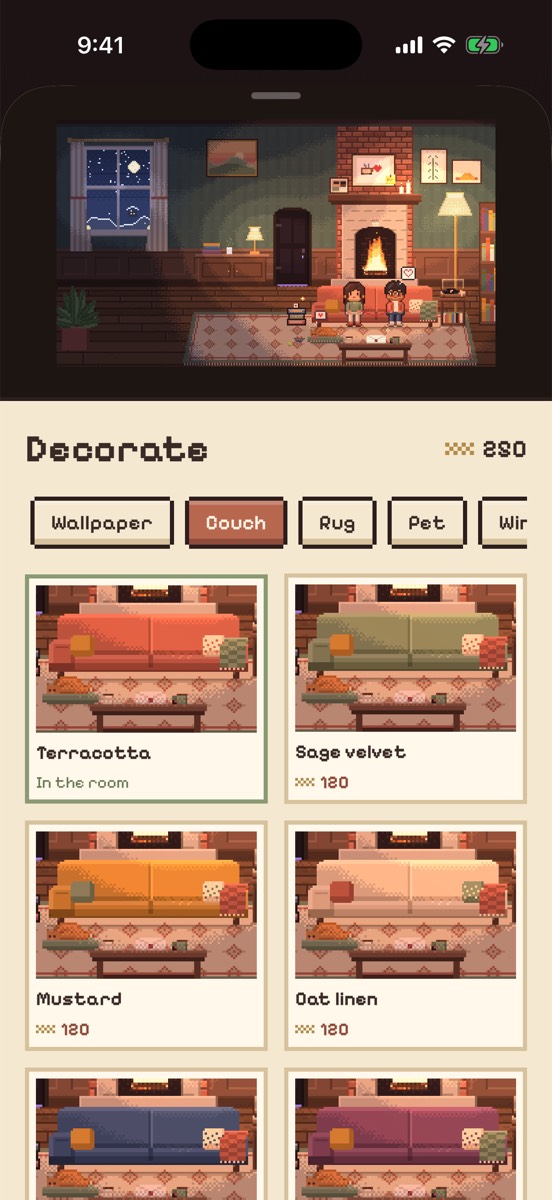 9:41
Decorate
280
Wallpaper
Couch
Rug
Pet
Win
Terracotta
In the room
Sage velvet
180
Mustard
180
Oat linen
180